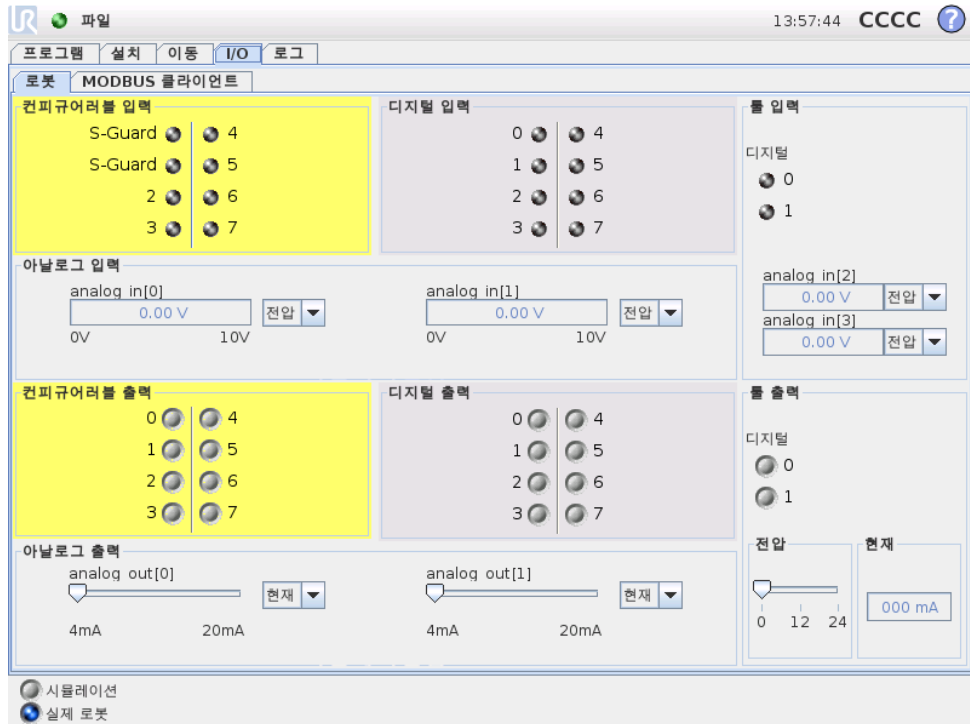 UR 파일 13:57:44 CCCC ?
프로그램 설치 이동 I/O 로그
로봇 MODBUS 클라이언트
컨피규어러블 입력
S-Guard 4
S-Guard 5
2 6
3 7
디지털 입력
0 4
1 5
2 6
3 7
툴 입력
디지털
0
1
analog in[2]
0.00 V 전압
analog in[3]
0.00 V 전압
아날로그 입력
analog in[0]
0.00 V 전압
0V 10V
analog in[1]
0.00 V 전압
0V 10V
컨피규어러블 출력
0 4
1 5
2 6
3 7
디지털 출력
0 4
1 5
2 6
3 7
툴 출력
디지털
0
1
전압
0 12 24
현재
000 mA
아날로그 출력
analog out[0]
현재
4mA 20mA
analog out[1]
현재
4mA 20mA
시뮬레이션
실제 로봇